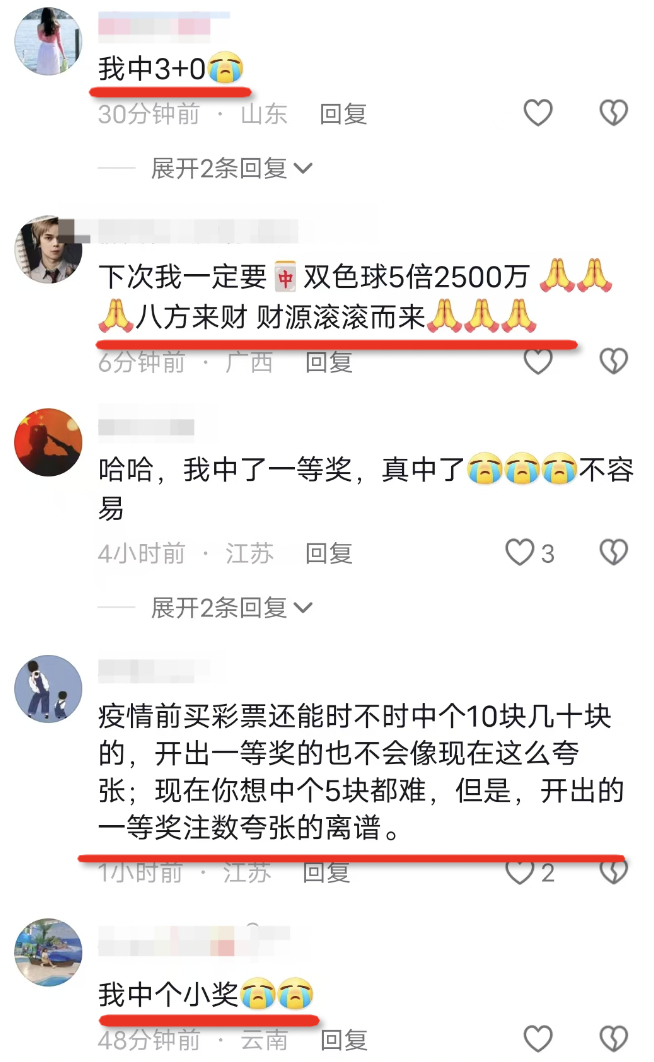 我中3+0😭
30分钟前 · 山东 回复
展开2条回复
下次我一定要🀄双色球5倍2500万🙏🙏
🙏八方来财 财源滚滚而来🙏🙏🙏
6分钟前 · 广西 回复
哈哈，我中了一等奖，真中了😭😭😭不容
易
4小时前 · 江苏 回复 3
展开2条回复
疫情前买彩票还能时不时中个10块几十块
的，开出一等奖的也不会像现在这么夸
张；现在你想中个5块都难，但是，开出的
一等奖注数夸张的离谱。
1小时前 · 江苏 回复 2
我中个小奖😭😭
48分钟前 · 云南 回复